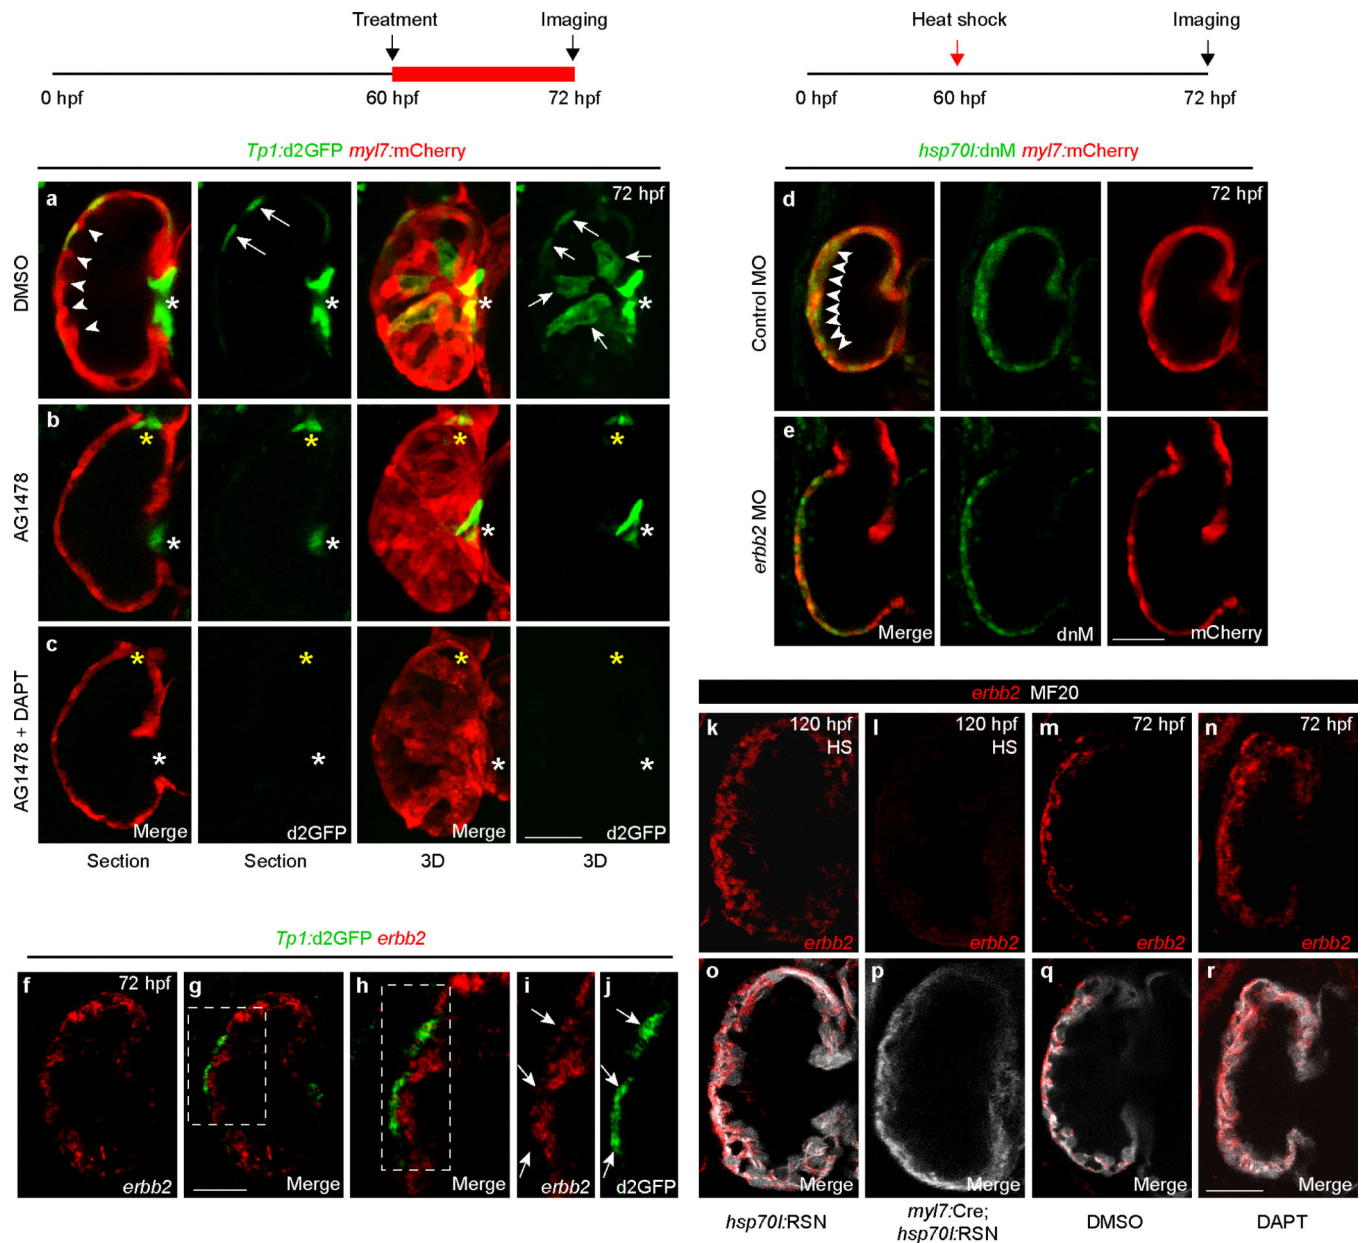 Treatment
Imaging
0 hpf
60 hpf
72 hpf
Tp1:d2GFP myl7:mCherry
a
72 hpf
DMSO
*
*
b
AG1478
*
*
*
*
*
*
*
*
c
AG1478 + DAPT
*
*
*
*
*
*
*
*
Merge
d2GFP
Merge
d2GFP
Section
Section
3D
3D
Heat shock
Imaging
0 hpf
60 hpf
72 hpf
hsp70l:dnM myl7:mCherry
d
72 hpf
Control MO
e
erbb2 MO
Merge
dnM
mCherry
Tp1:d2GFP erbb2
f
72 hpf
g
h
i
j
erbb2
Merge
Merge
erbb2
d2GFP
erbb2 MF20
k
120 hpf
HS
l
120 hpf
HS
m
72 hpf
n
72 hpf
erbb2
erbb2
erbb2
erbb2
o
p
q
r
Merge
Merge
Merge
Merge
hsp70l:RSN
myl7:Cre;
hsp70l:RSN
DMSO
DAPT